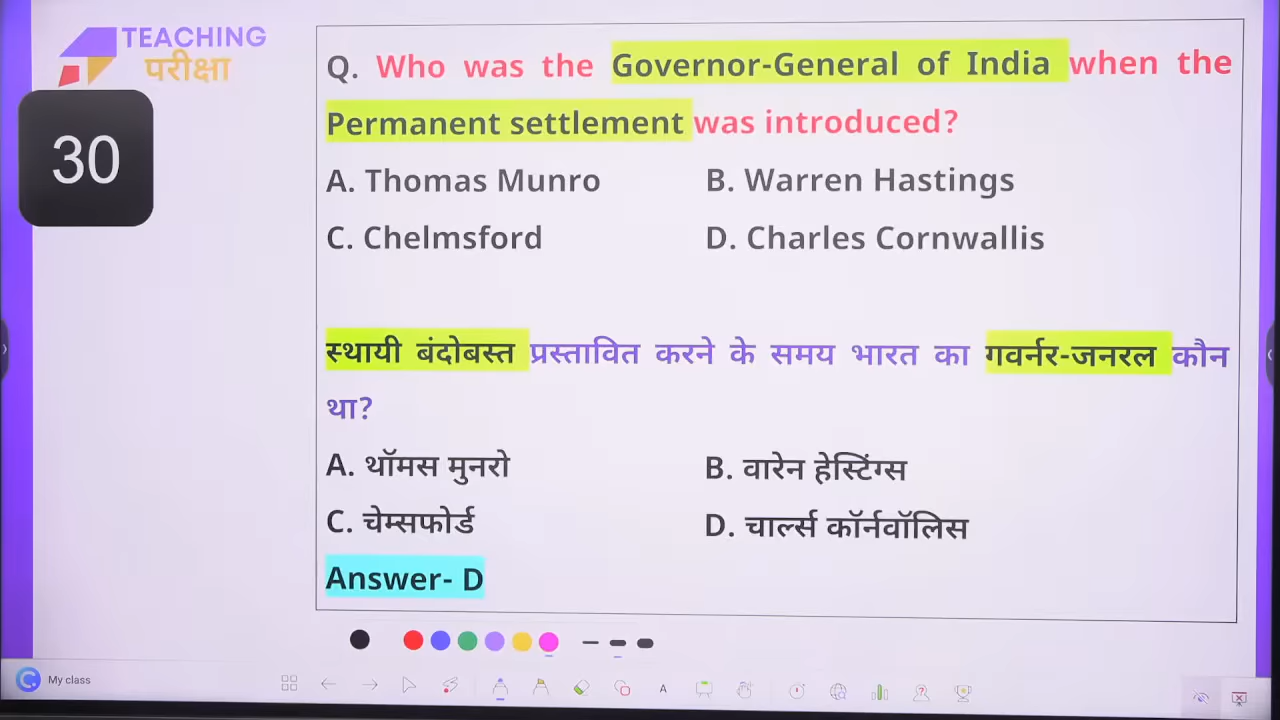 TEACHING
परीक्षा
30
Q. Who was the Governor-General of India when the
Permanent settlement was introduced?
A. Thomas Munro B. Warren Hastings
C. Chelmsford D. Charles Cornwallis
स्थायी बंदोबस्त प्रस्तावित करने के समय भारत का गवर्नर-जनरल कौन
था?
A. थॉमस मुनरो B. वारेन हेस्टिंग्स
C. चेम्सफोर्ड D. चार्ल्स कॉर्नवॉलिस
Answer- D
My class